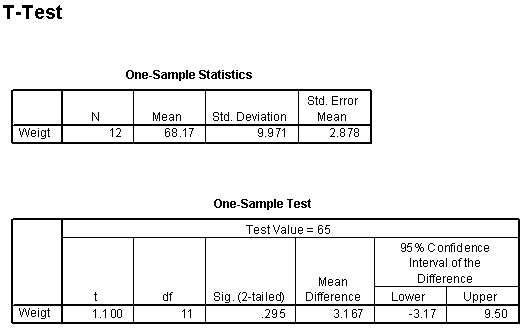 T-Test
One-Sample Statistics
N Mean Std. Deviation Std. Error Mean
Weigt 12 68.17 9.971 2.878
One-Sample Test
Test Value = 65
t df Sig. (2-tailed) Mean Difference 95% Confidence Interval of the Difference
Lower Upper
Weigt 1.100 11 .295 3.167 -3.17 9.50